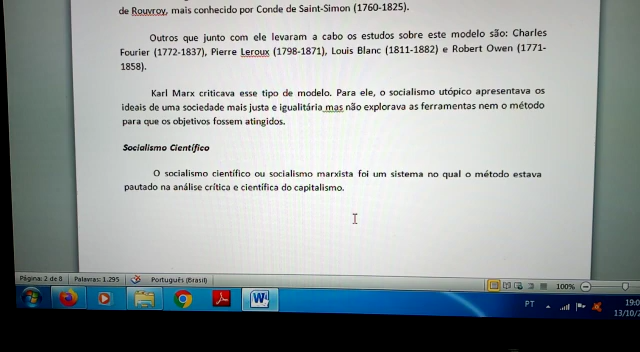 de Rouvroy, mais conhecido por Conde de Saint-Simon (1760-1825).
Outros que junto com ele levaram a cabo os estudos sobre este modelo são: Charles
Fourier (1772-1837), Pierre Leroux (1798-1871), Louis Blanc (1811-1882) e Robert Owen (1771-
1858).
Karl Marx criticava esse tipo de modelo. Para ele, o socialismo utópico apresentava os
ideais de uma sociedade mais justa e igualitária mas não explorava as ferramentas nem o método
para que os objetivos fossem atingidos.
Socialismo Científico
O socialismo científico ou socialismo marxista foi um sistema no qual o método estava
pautado na análise crítica e científica do capitalismo.
Página: 2 de 8 Palavras: 1.295 Português (Brasil) 100%
PT 19:0
13/10/2